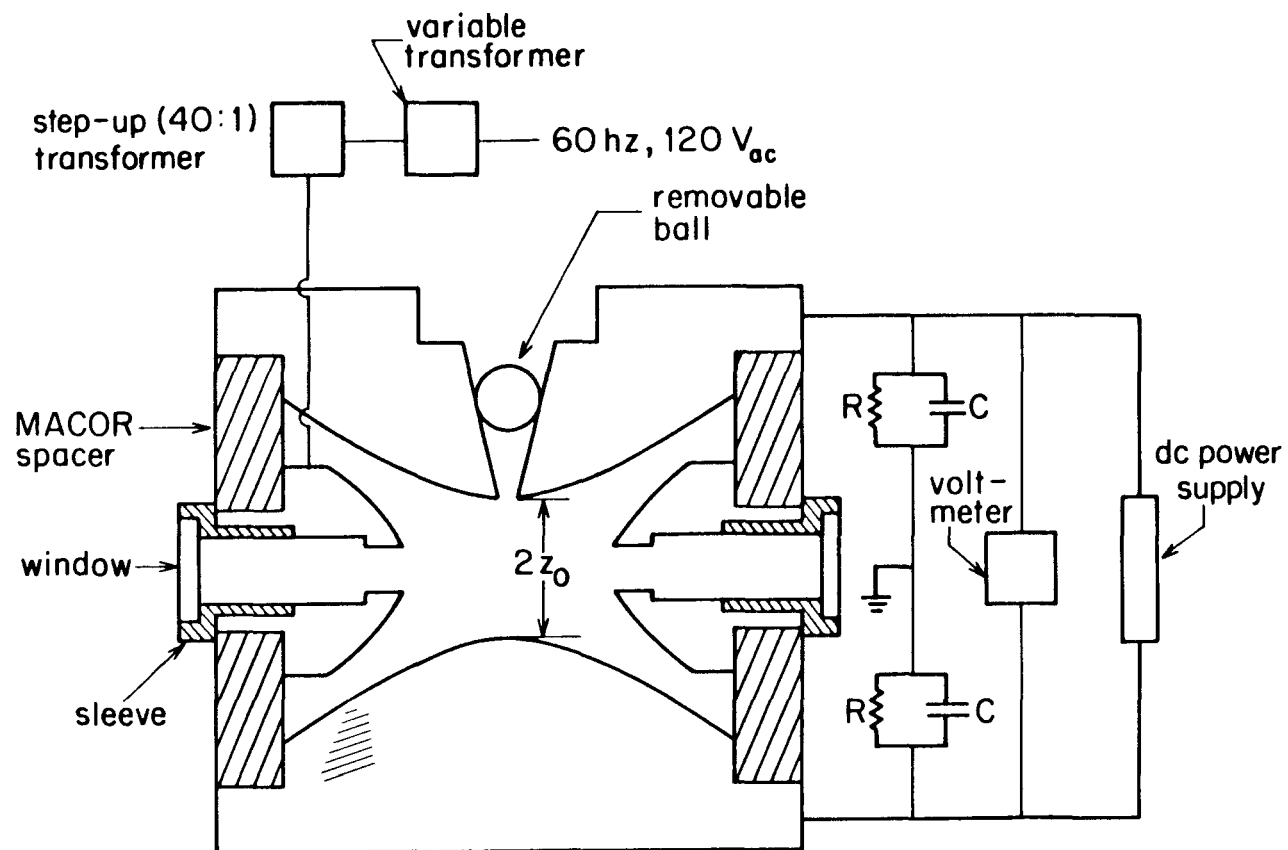 variable
transformer
step-up (40:1)
transformer
60 hz, 120 Vac
removable
ball
MACOR
spacer
R
C
dc power
supply
volt-
meter
window
2z₀
sleeve
R
C